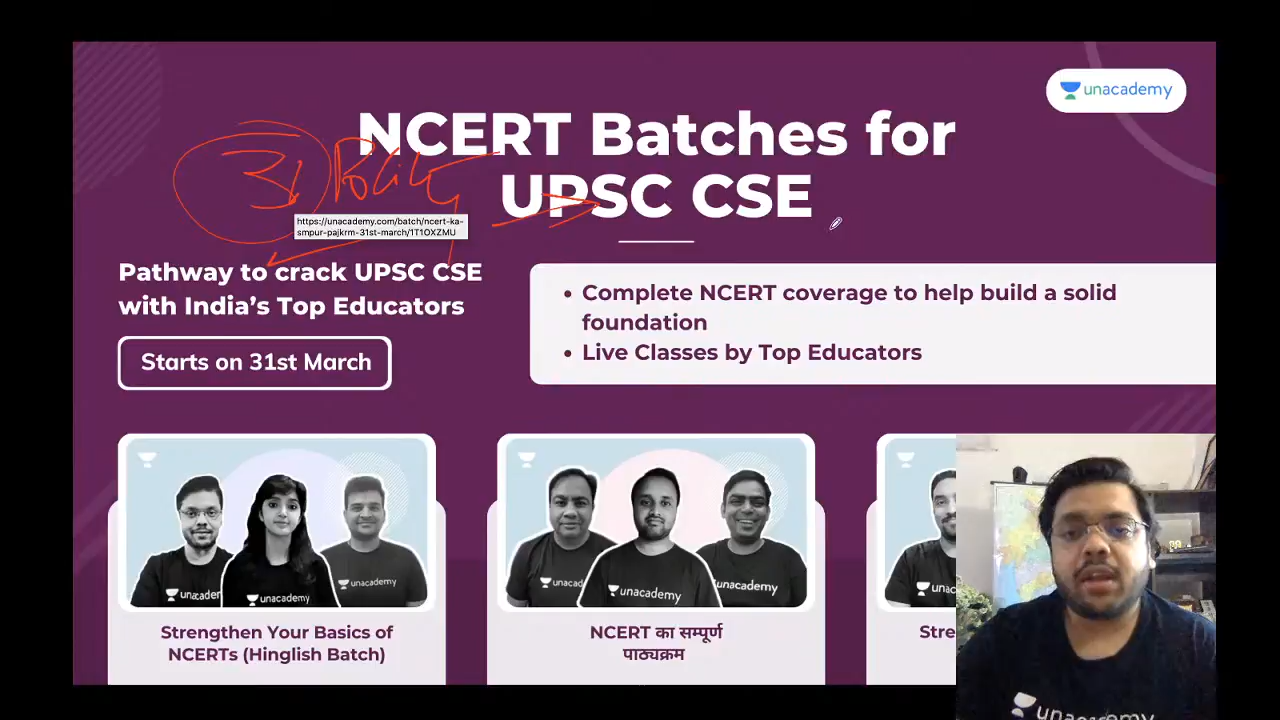 unacademy
NCERT Batches for
UPSC CSE
31 Polity
https://unacademy.com/batch/ncert-ka-
smpur-pajkrm-31st-march/1T1OXZMU
Pathway to crack UPSC CSE
with India's Top Educators
Starts on 31st March
• Complete NCERT coverage to help build a solid
foundation
• Live Classes by Top Educators
unacademy
unacademy
unacademy
Strengthen Your Basics of
NCERTs (Hinglish Batch)
unacademy
unacademy
NCERT का सम्पूर्ण
पाठ्यक्रम
Stre